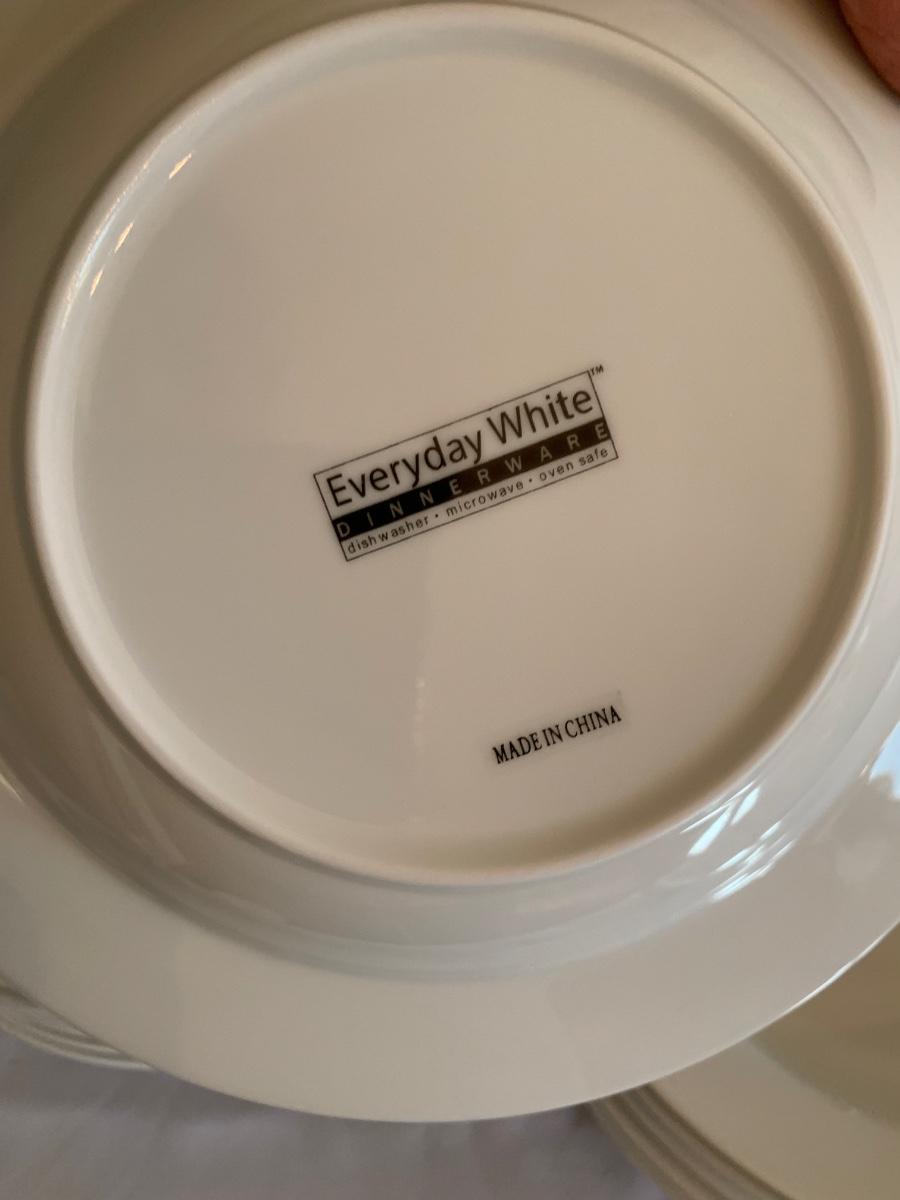 Everyday White™
DINNERWARE
dishwasher • microwave • oven safe
MADE IN CHINA